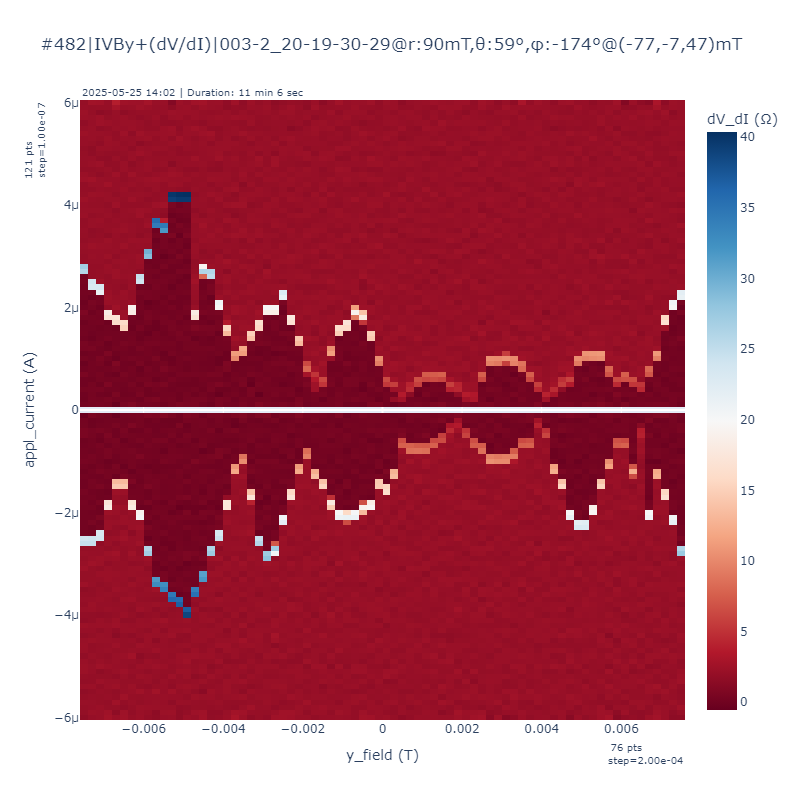 #482|IVBy+(dV/dI)|003-2_20-19-30-29@r:90mT,θ:59°,φ:-174°@(-77,-7,47)mT
2025-05-25 14:02 | Duration: 11 min 6 sec
121 pts
step=1.00e-07
appl_current (A)
6μ
4μ
2μ
0
−2μ
−4μ
−6μ
−0.006
−0.004
−0.002
0
0.002
0.004
0.006
y_field (T)
76 pts
step=2.00e-04
dV_dI (Ω)
40
35
30
25
20
15
10
5
0